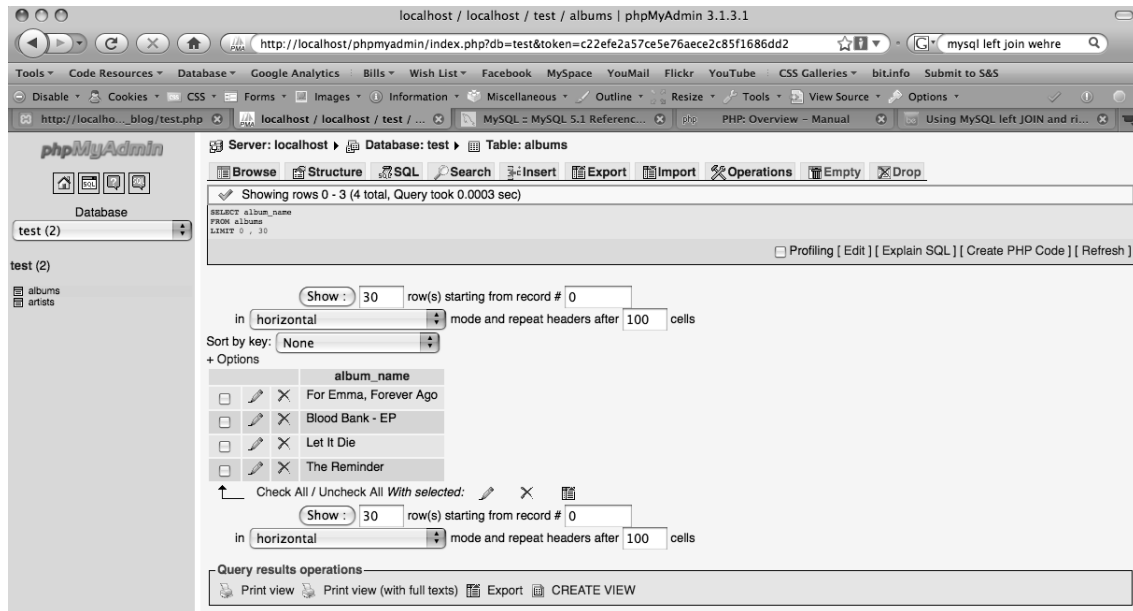 localhost / localhost / test / albums | phpMyAdmin 3.1.3.1
http://localhost/phpmyadmin/index.php?db=test&token=c22efe2a57ce5e76aece2c85f1686dd2 mysql left join wehre
Tools Code Resources Database Google Analytics Bills Wish List Facebook MySpace YouMail Flickr YouTube CSS Galleries bit.info Submit to S&S
Disable Cookies CSS Forms Images Information Miscellaneous Outline Resize Tools View Source Options
http://localho..._blog/test.php localhost / localhost / test / ... MySQL :: MySQL 5.1 Referenc... php PHP: Overview - Manual Using MySQL left JOIN and ri...
phpMyAdmin
Database
test (2)
test (2)
albums
artists
Server: localhost Database: test Table: albums
Browse Structure SQL Search Insert Export Import Operations Empty Drop
Showing rows 0 - 3 (4 total, Query took 0.0003 sec)
SELECT album_name
FROM albums
LIMIT 0 , 30
Profiling [ Edit ] [ Explain SQL ] [ Create PHP Code ] [ Refresh ]
Show : 30 row(s) starting from record # 0
in horizontal mode and repeat headers after 100 cells
Sort by key: None
+ Options
album_name
For Emma, Forever Ago
Blood Bank - EP
Let It Die
The Reminder
Check All / Uncheck All With selected:
Show : 30 row(s) starting from record # 0
in horizontal mode and repeat headers after 100 cells
Query results operations
Print view Print view (with full texts) Export CREATE VIEW